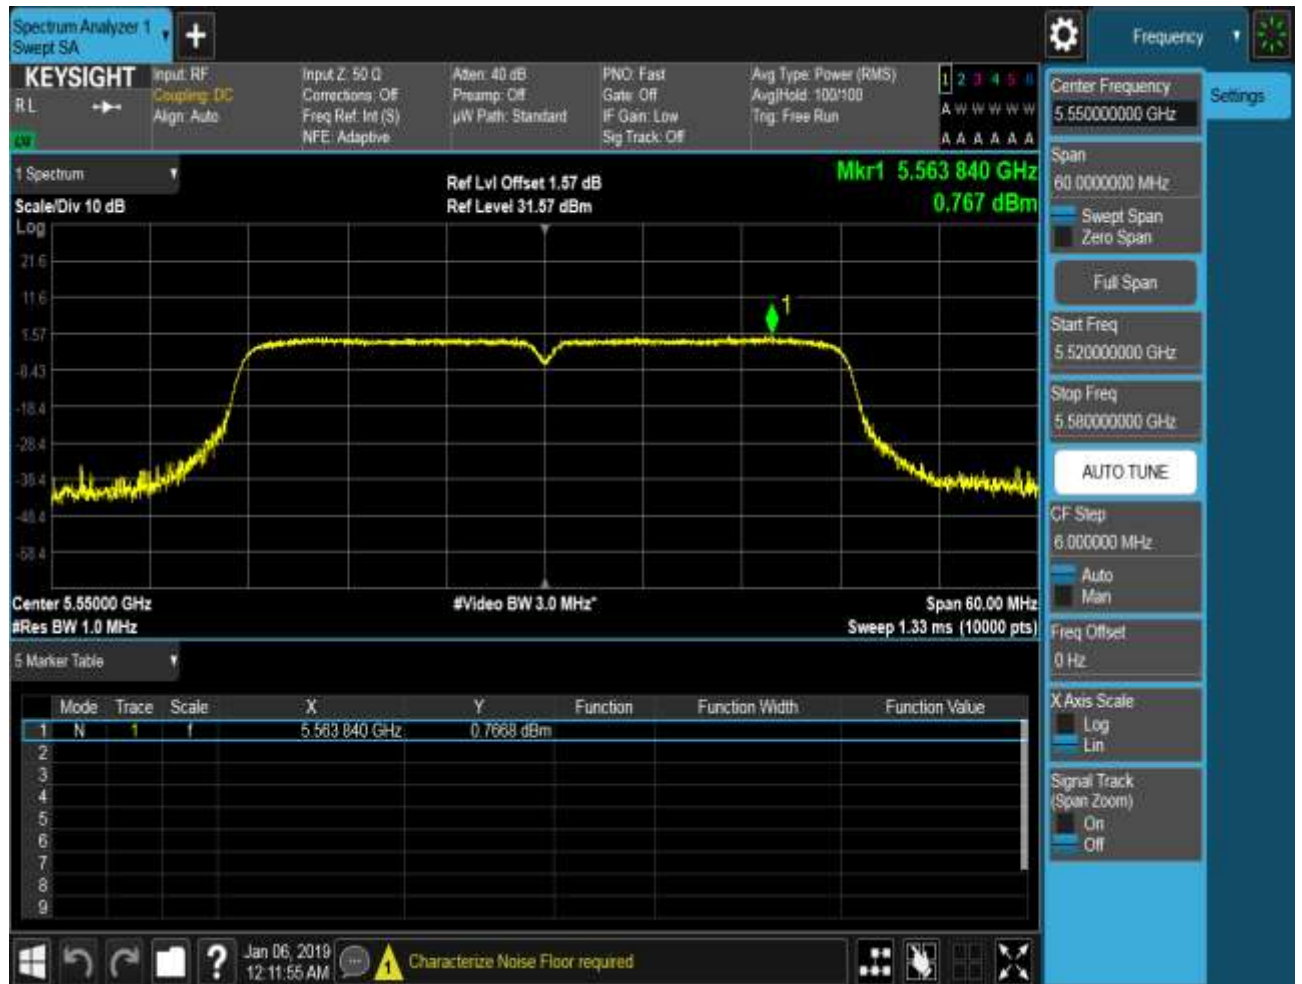 Spectrum Analyzer 1
Swept SA
Frequency
KEYSIGHT
RL
Input: RF
Coupling: DC
Align: Auto
Input Z: 50 Ω
Corrections: Off
Freq Ref: Int (S)
NFE: Adaptive
Atten: 40 dB
Preamp: Off
µW Path: Standard
PNO: Fast
Gate: Off
IF Gain: Low
Sig Track: Off
Avg Type: Power (RMS)
Avg|Hold: 100/100
Trig: Free Run
1 2 3 4 5 6
A W W W W W
A A A A A A
1 Spectrum
Scale/Div 10 dB
Log
Ref Lvl Offset 1.57 dB
Ref Level 31.57 dBm
Mkr1 5.563 840 GHz
0.767 dBm
21.6
11.6
1.57
-8.43
-18.4
-28.4
-38.4
-48.4
-58.4
1
Center 5.55000 GHz
#Res BW 1.0 MHz
#Video BW 3.0 MHz*
Span 60.00 MHz
Sweep 1.33 ms (10000 pts)
5 Marker Table
Mode Trace Scale X Y Function Function Width Function Value
1 N 1 f 5.563 840 GHz 0.7668 dBm
2
3
4
5
6
7
8
9
Jan 06, 2019
12:11:55 AM
Characterize Noise Floor required
Settings
Center Frequency
5.550000000 GHz
Span
60.0000000 MHz
Swept Span
Zero Span
Full Span
Start Freq
5.520000000 GHz
Stop Freq
5.580000000 GHz
AUTO TUNE
CF Step
6.000000 MHz
Auto
Man
Freq Offset
0 Hz
X Axis Scale
Log
Lin
Signal Track
(Span Zoom)
On
Off